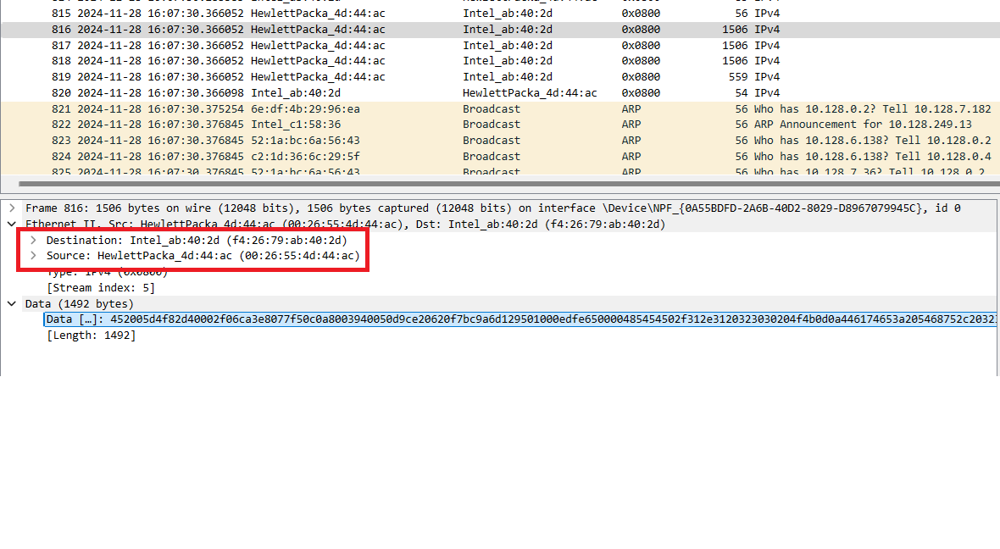 815 2024-11-28 16:07:30.366052 HewlettPacka_4d:44:ac Intel_ab:40:2d 0x0800 56 IPv4
816 2024-11-28 16:07:30.366052 HewlettPacka_4d:44:ac Intel_ab:40:2d 0x0800 1506 IPv4
817 2024-11-28 16:07:30.366052 HewlettPacka_4d:44:ac Intel_ab:40:2d 0x0800 1506 IPv4
818 2024-11-28 16:07:30.366052 HewlettPacka_4d:44:ac Intel_ab:40:2d 0x0800 1506 IPv4
819 2024-11-28 16:07:30.366052 HewlettPacka_4d:44:ac Intel_ab:40:2d 0x0800 559 IPv4
820 2024-11-28 16:07:30.366098 Intel_ab:40:2d HewlettPacka_4d:44:ac 0x0800 54 IPv4
821 2024-11-28 16:07:30.375254 6e:df:4b:29:96:ea Broadcast ARP 56 Who has 10.128.0.2? Tell 10.128.7.182
822 2024-11-28 16:07:30.376845 Intel_c1:58:36 Broadcast ARP 56 ARP Announcement for 10.128.249.13
823 2024-11-28 16:07:30.376845 52:1a:bc:6a:56:43 Broadcast ARP 56 Who has 10.128.6.138? Tell 10.128.0.2
824 2024-11-28 16:07:30.376845 c2:1d:36:6c:29:5f Broadcast ARP 56 Who has 10.128.6.138? Tell 10.128.0.4
825 2024-11-28 16:07:30.376845 52:1a:bc:6a:56:43 Broadcast ARP 56 Who has 10.128.7.36? Tell 10.128.0.2
Frame 816: 1506 bytes on wire (12048 bits), 1506 bytes captured (12048 bits) on interface \Device\NPF_{0A55BDFD-2A6B-40D2-8029-D8967079945C}, id 0
Ethernet II, Src: HewlettPacka_4d:44:ac (00:26:55:4d:44:ac), Dst: Intel_ab:40:2d (f4:26:79:ab:40:2d)
Destination: Intel_ab:40:2d (f4:26:79:ab:40:2d)
Source: HewlettPacka_4d:44:ac (00:26:55:4d:44:ac)
Type: IPv4 (0x0800)
[Stream index: 5]
Data (1492 bytes)
Data […]: 452005d4f82d40002f06ca3e8077f50c0a8003940050d9ce20620f7bc9a6d129501000edfe650000485454502f312e3120323030204f4b0d0a446174653a205468752c20323
[Length: 1492]